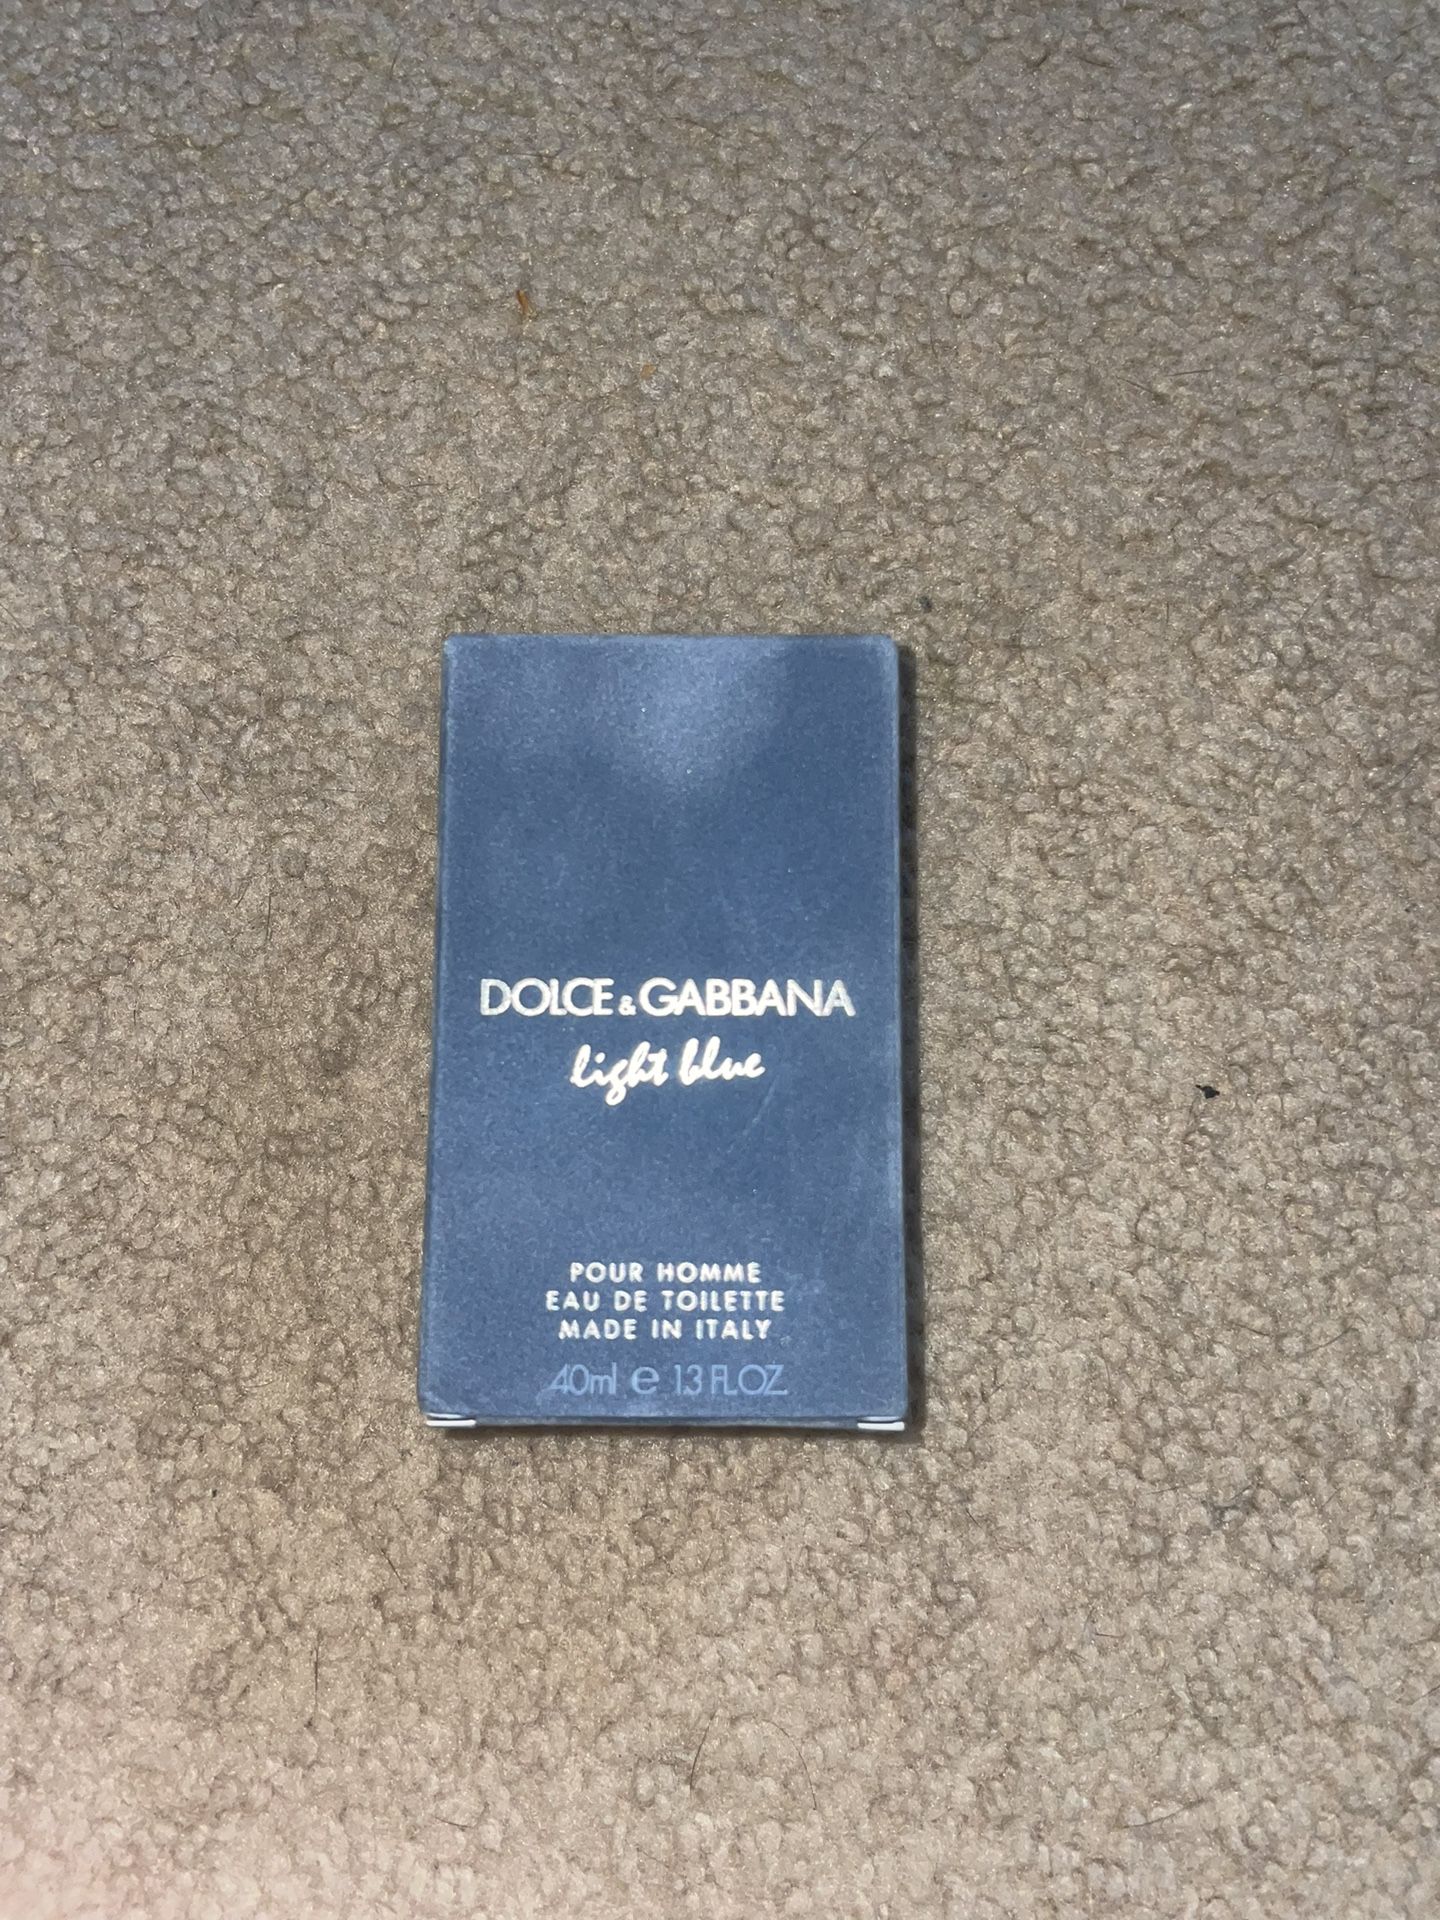 DOLCE & GABBANA
light blue
POUR HOMME
EAU DE TOILETTE
MADE IN ITALY
40ml e 1.3 FL.OZ.